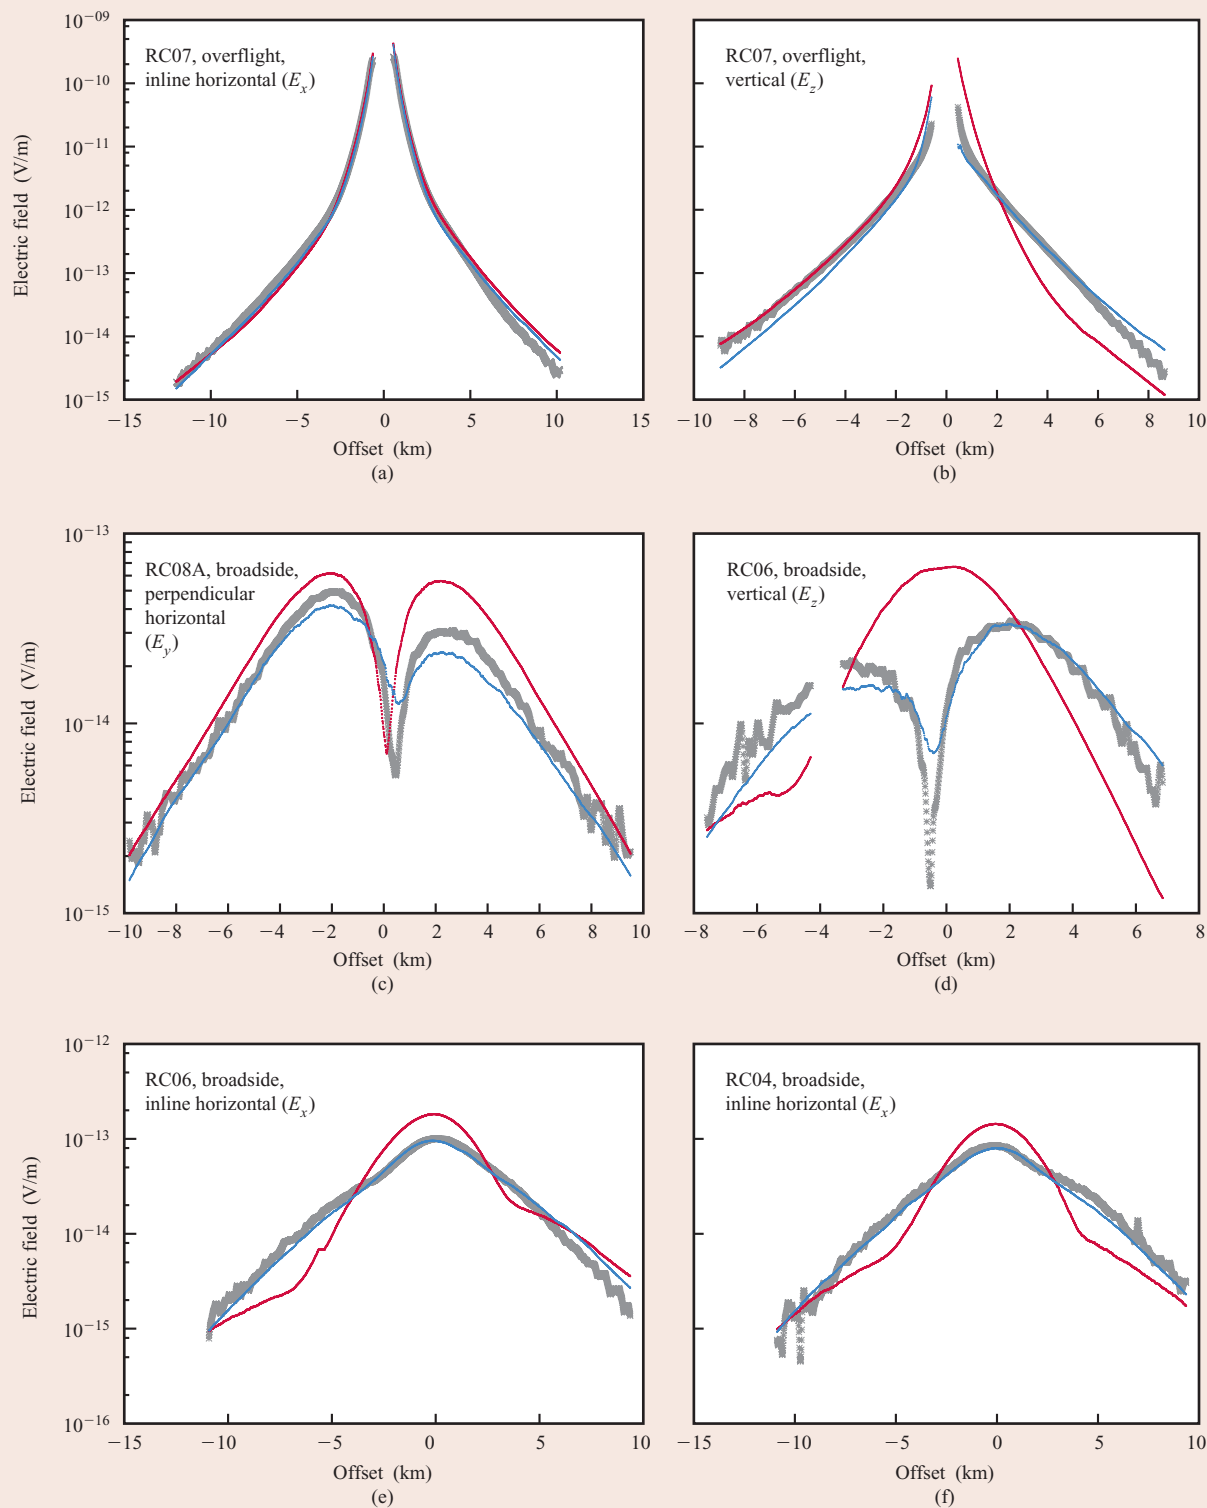 10−09
10−10
10−11
10−12
10−13
10−14
10−15
Electric field (V/m)
RC07, overflight,
inline horizontal (Ex)
−15 −10 −5 0 5 10 15
Offset (km)
(a)
RC07, overflight,
vertical (Ez)
−10 −8 −6 −4 −2 0 2 4 6 8 10
Offset (km)
(b)
10−13
10−14
10−15
Electric field (V/m)
RC08A, broadside,
perpendicular
horizontal
(Ey)
−10 −8 −6 −4 −2 0 2 4 6 8 10
Offset (km)
(c)
RC06, broadside,
vertical (Ez)
−8 −6 −4 −2 0 2 4 6 8
Offset (km)
(d)
10−12
10−13
10−14
10−15
10−16
Electric field (V/m)
RC06, broadside,
inline horizontal (Ex)
−15 −10 −5 0 5 10
Offset (km)
(e)
RC04, broadside,
inline horizontal (Ex)
−15 −10 −5 0 5 10
Offset (km)
(f)